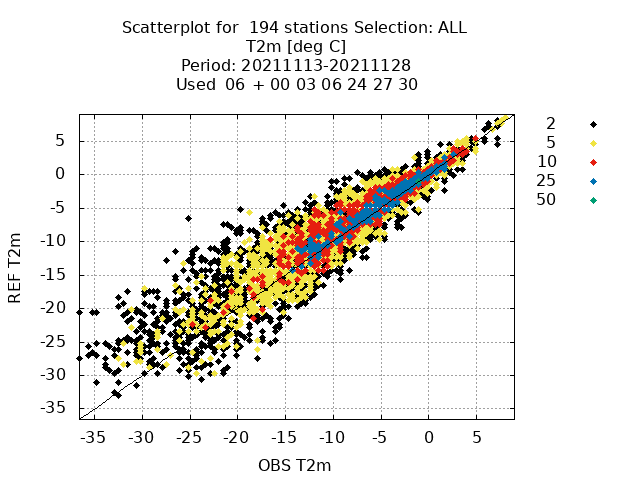 Scatterplot for  194 stations Selection: ALL
T2m [deg C]
Period: 20211113-20211128
Used  06 + 00 03 06 24 27 30
2
5
10
25
50
5
0
-5
-10
-15
-20
-25
-30
-35
REF T2m
-35 -30 -25 -20 -15 -10 -5 0 5
OBS T2m